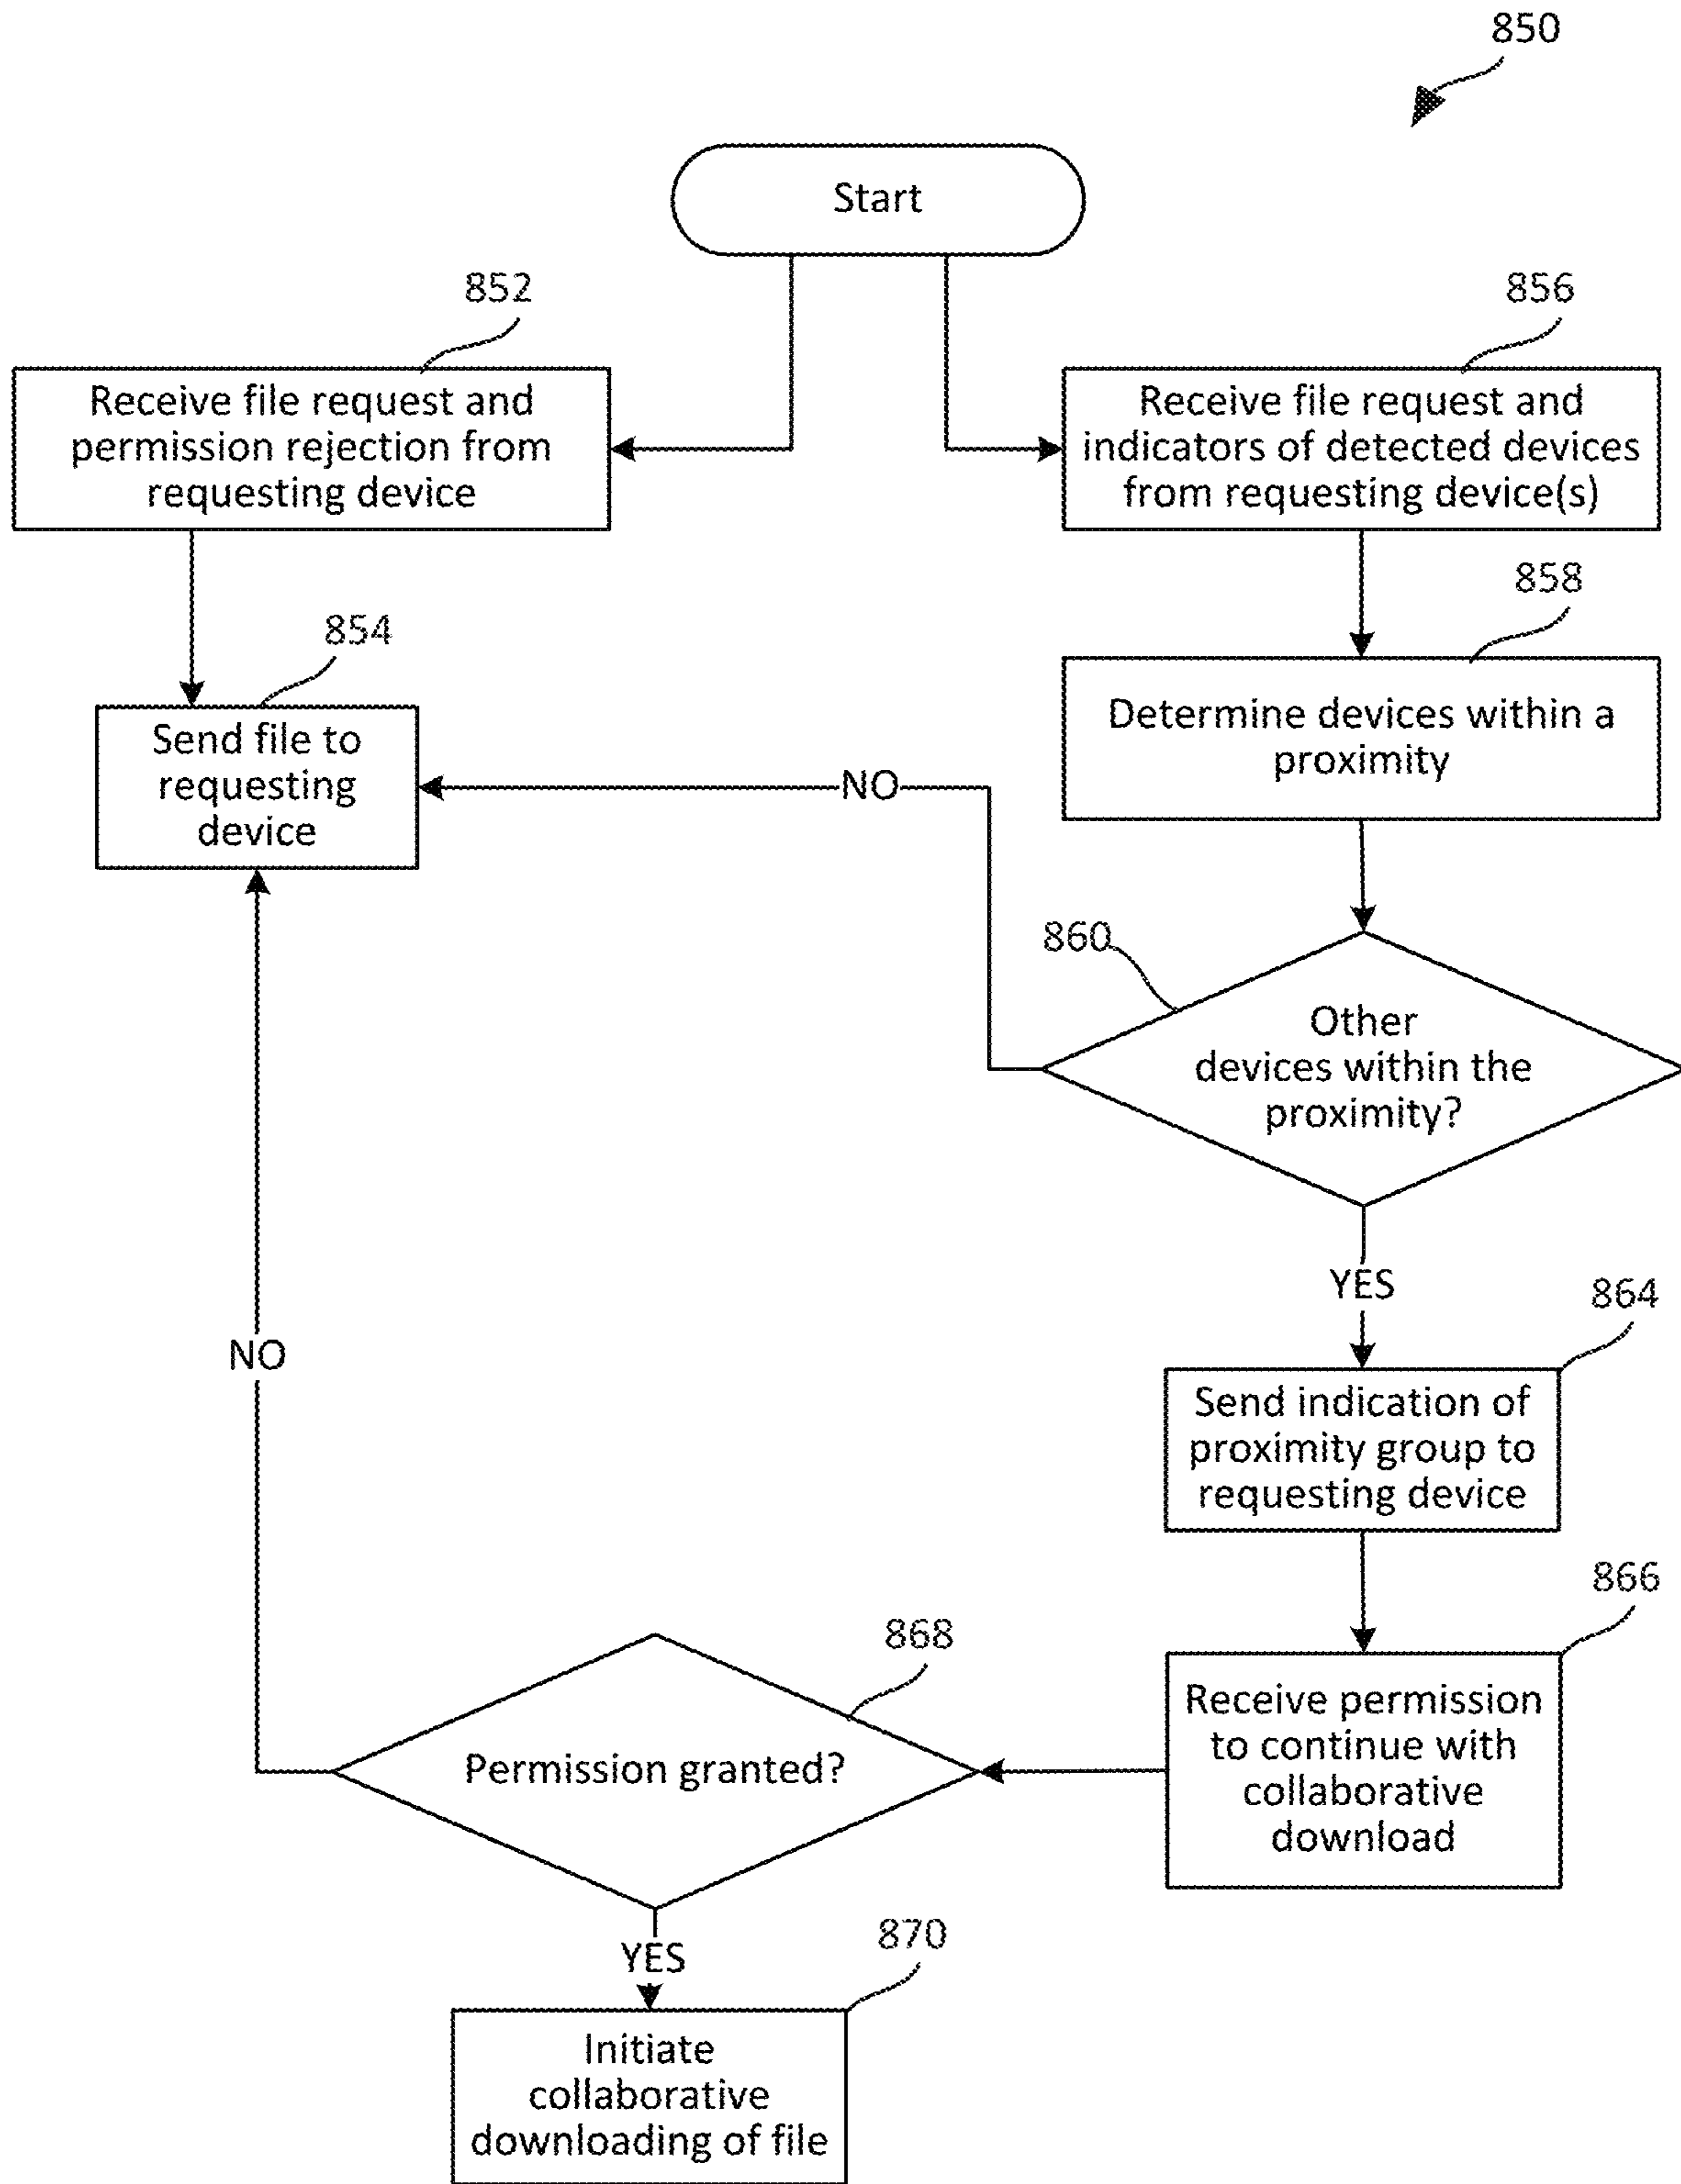 850
Start
852
Receive file request and
permission rejection from
requesting device
856
Receive file request and
indicators of detected devices
from requesting device(s)
854
Send file to
requesting
device
858
Determine devices within a
proximity
NO
860
Other
devices within the
proximity?
YES
864
Send indication of
proximity group to
requesting device
NO
866
Receive permission
to continue with
collaborative
download
868
Permission granted?
YES
870
Initiate
collaborative
downloading of file